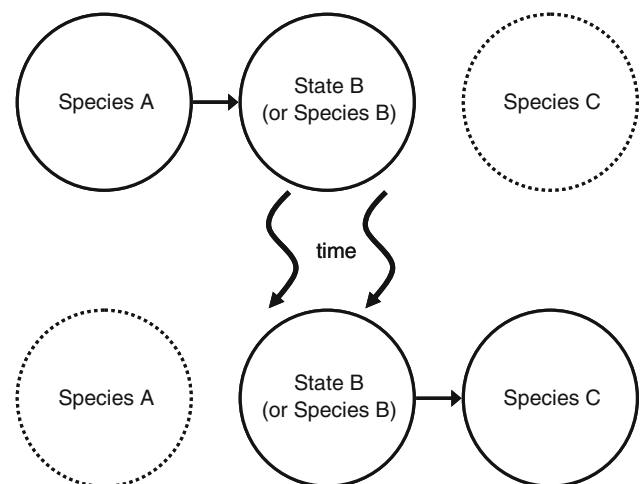 Species A
State B
(or Species B)
Species C
time
Species A
State B
(or Species B)
Species C